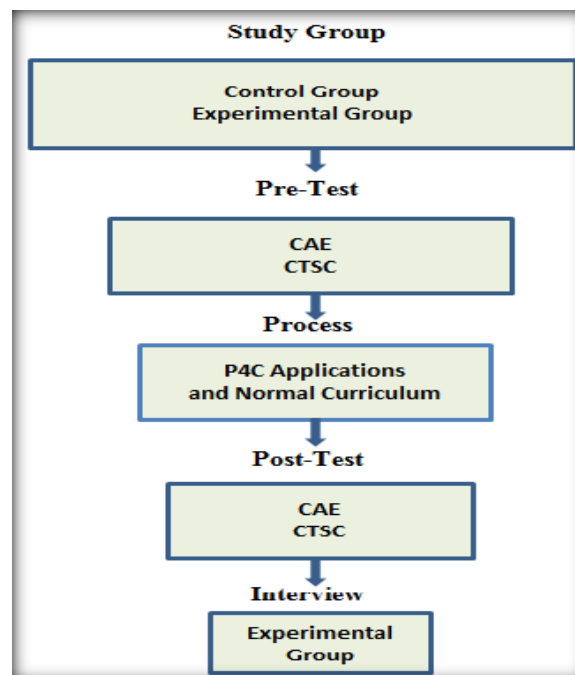 Study Group
Control Group
Experimental Group
Pre-Test
CAE
CTSC
Process
P4C Applications
and Normal Curriculum
Post-Test
CAE
CTSC
Interview
Experimental
Group